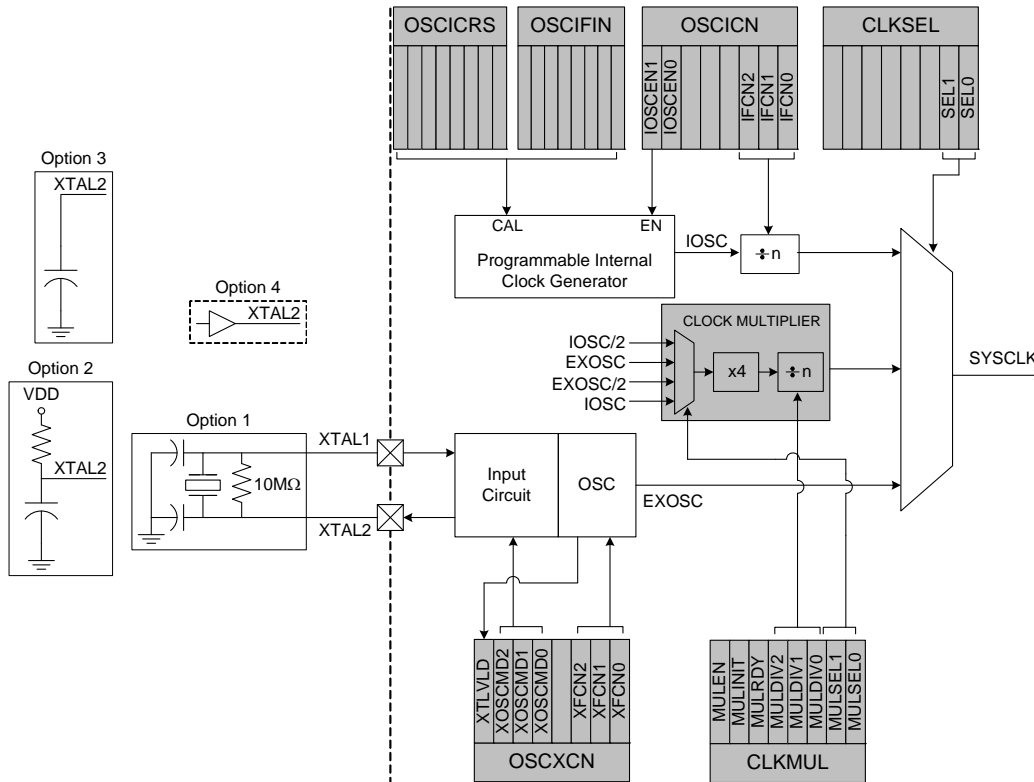 OSCICRS
OSCIFIN
OSCICN
CLKSEL
IOSCEN1
IOSCEN0
IFCN2
IFCN1
IFCN0
SEL1
SEL0
Option 3
XTAL2
Option 4
XTAL2
CAL
EN
Programmable Internal
Clock Generator
IOSC
÷n
CLOCK MULTIPLIER
IOSC/2
EXOSC
EXOSC/2
IOSC
x4
÷n
SYSCLK
Option 2
VDD
XTAL2
Option 1
10MΩ
XTAL1
XTAL2
Input
Circuit
OSC
EXOSC
XTLVLD
XOSCMD2
XOSCMD1
XOSCMD0
XFCN2
XFCN1
XFCN0
OSCXCN
MULEN
MULINIT
MULRDY
MULDIV2
MULDIV1
MULDIV0
MULSEL1
MULSEL0
CLKMUL